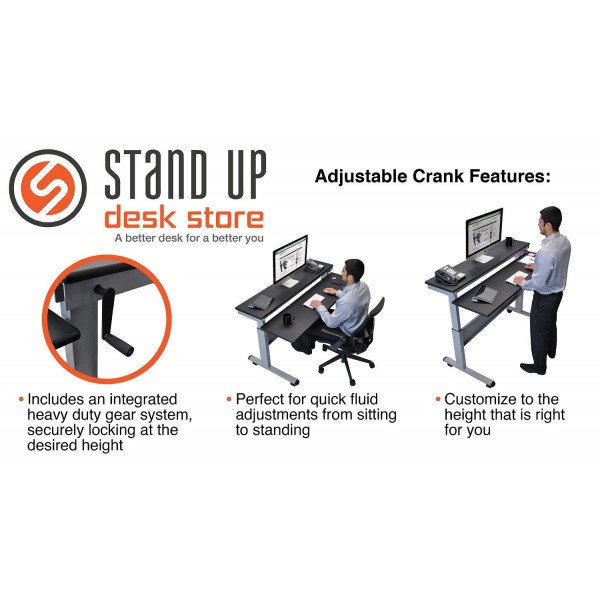 STAND UP
desk store
A better desk for a better you
Adjustable Crank Features:
• Includes an integrated
heavy duty gear system,
securely locking at the
desired height
• Perfect for quick fluid
adjustments from sitting
to standing
• Customize to the
height that is right
for you